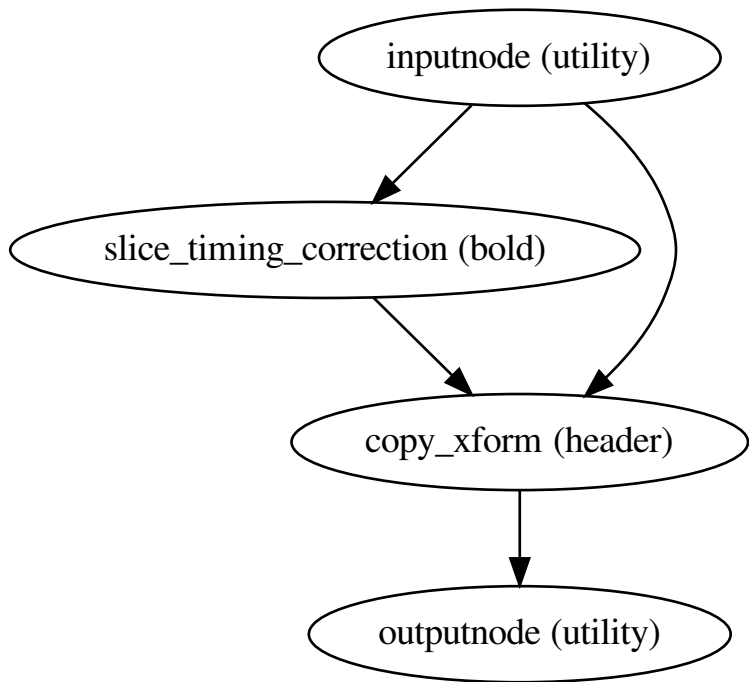 inputnode (utility)
slice_timing_correction (bold)
copy_xform (header)
outputnode (utility)